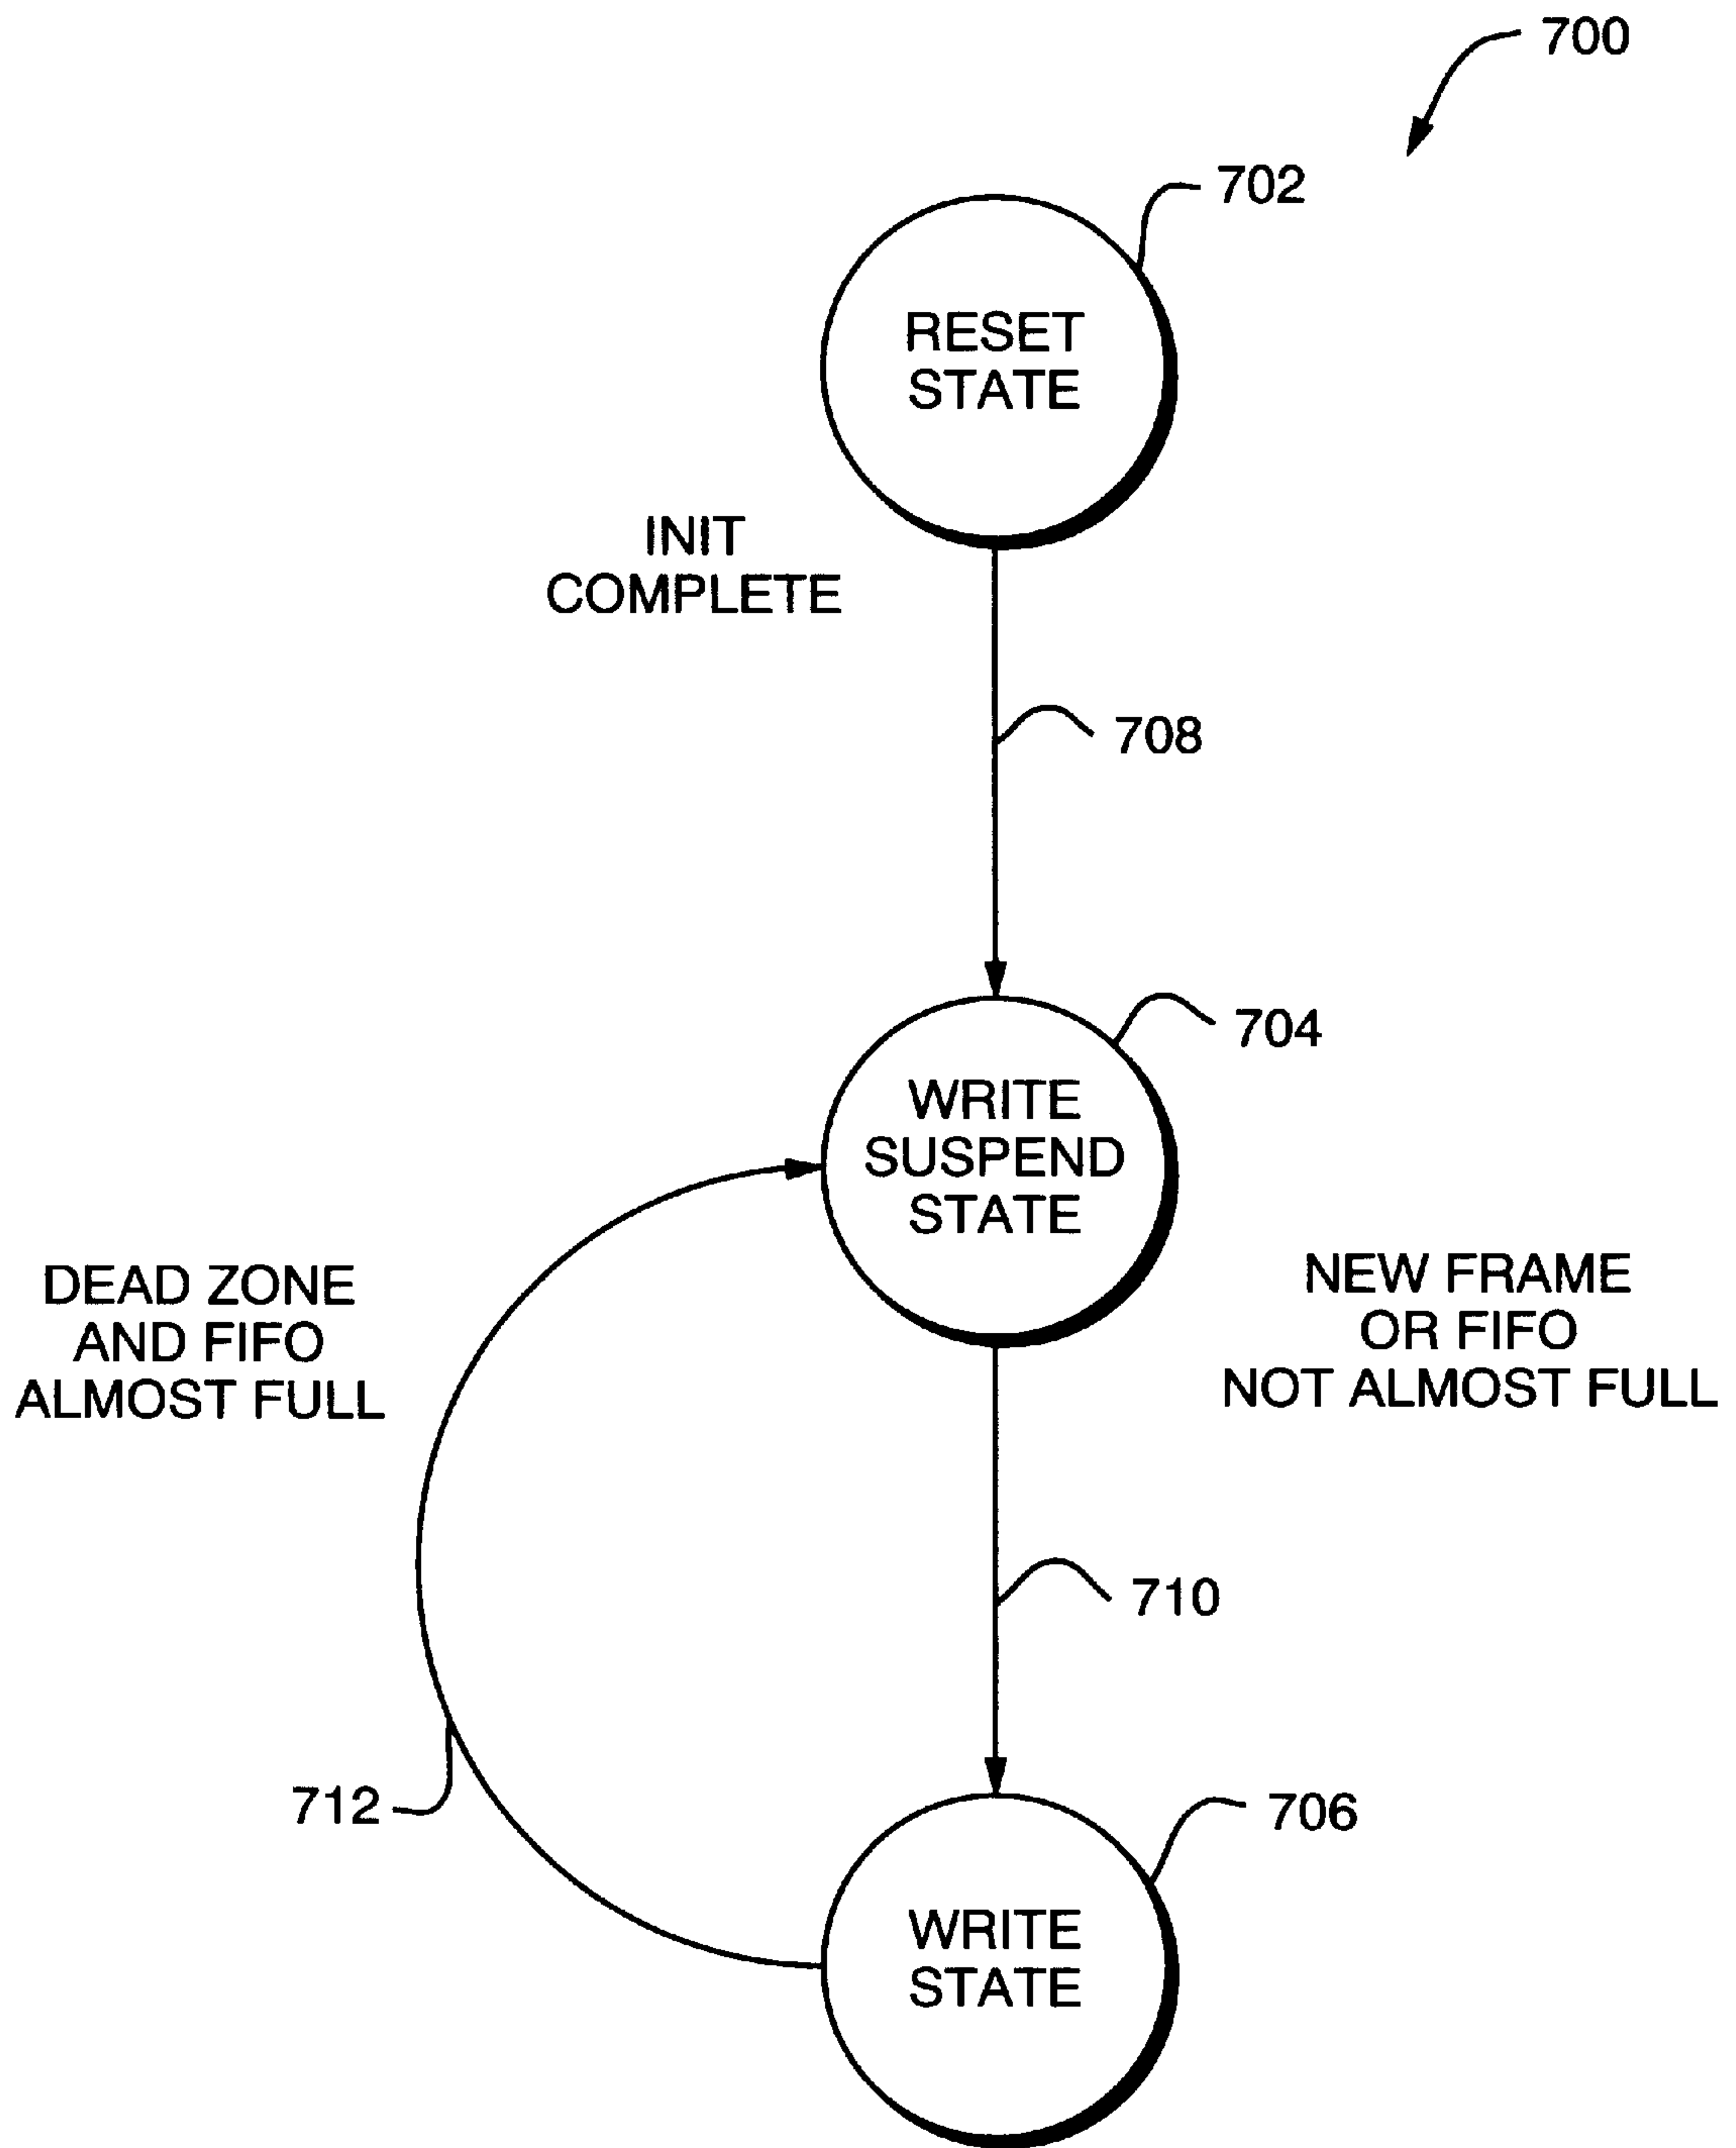 700
702
RESET
STATE
INIT
COMPLETE
708
704
WRITE
SUSPEND
STATE
DEAD ZONE
AND FIFO
ALMOST FULL
NEW FRAME
OR FIFO
NOT ALMOST FULL
710
712
706
WRITE
STATE